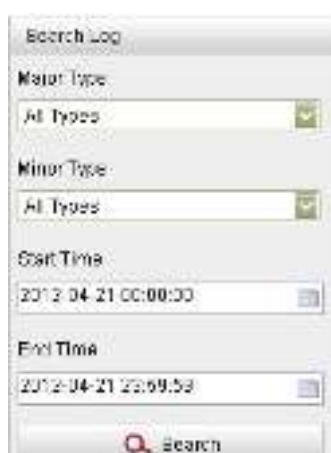 Search Log
Major Type
All Types
Minor Type
All Types
Start Time
2012-04-21 00:00:00
End Time
2012-04-21 23:59:59
Search